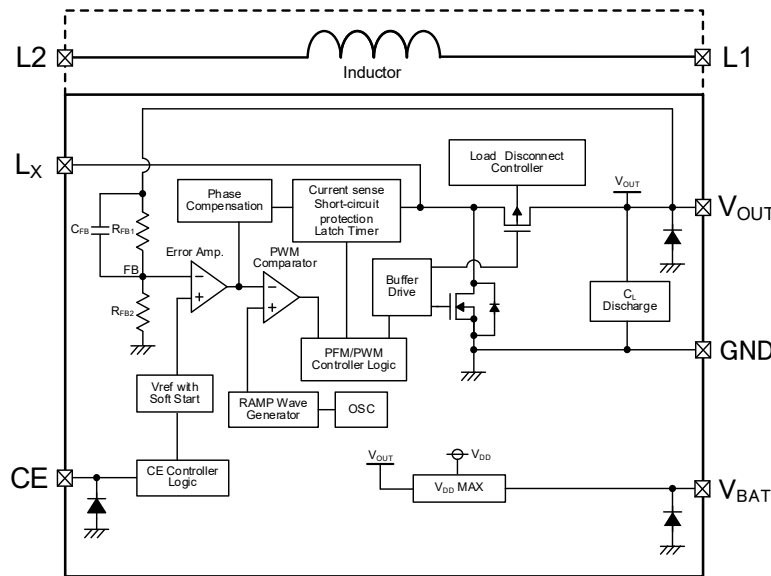 L2
L1
Inductor
LX
Load Disconnect
Controller
VOUT
VOUT
Phase
Compensation
Current sense
Short-circuit
protection
Latch Timer
CFB
RFB1
Error Amp.
PWM
Comparator
FB
Buffer
Drive
CL
Discharge
RFB2
PFM/PWM
Controller Logic
GND
Vref with
Soft Start
RAMP Wave
Generator
OSC
CE
CE Controller
Logic
VOUT
VDD
VDD MAX
VBAT